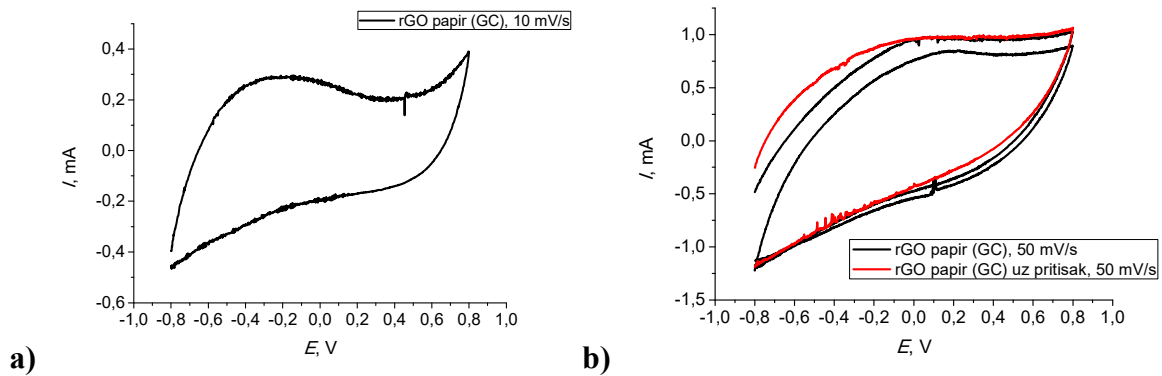 rGO papir (GC), 10 mV/s
0,6
0,4
0,2
0,0
-0,2
-0,4
-0,6
I, mA
-1,0 -0,8 -0,6 -0,4 -0,2 0,0 0,2 0,4 0,6 0,8 1,0
E, V
a)
1,0
0,5
0,0
-0,5
-1,0
-1,5
I, mA
rGO papir (GC), 50 mV/s
rGO papir (GC) uz pritisak, 50 mV/s
-1,0 -0,8 -0,6 -0,4 -0,2 0,0 0,2 0,4 0,6 0,8 1,0
E, V
b)